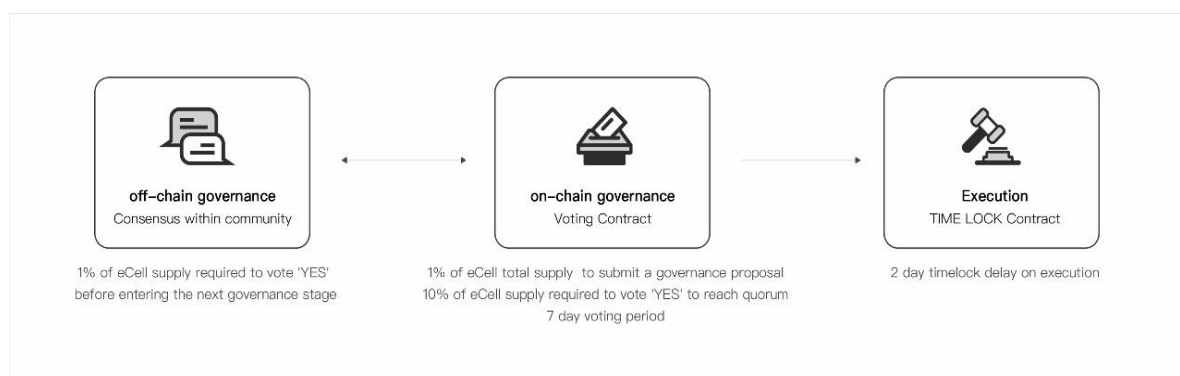 off-chain governance
Consensus within community
1% of eCell supply required to vote 'YES'
before entering the next governance stage
on-chain governance
Voting Contract
1% of eCell total supply to submit a governance proposal
10% of eCell supply required to vote 'YES' to reach quorum
7 day voting period
Execution
TIME LOCK Contract
2 day timelock delay on execution